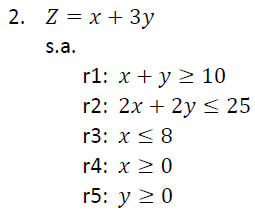 2. Z = x + 3y
s.a.
r1: x + y ≥ 10
r2: 2x + 2y ≤ 25
r3: x ≤ 8
r4: x ≥ 0
r5: y ≥ 0